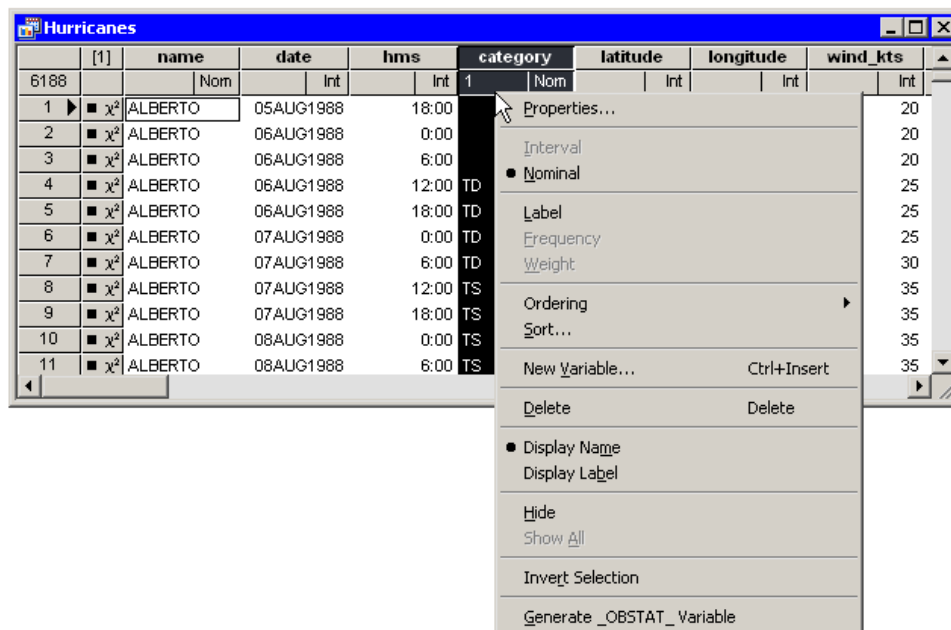 Hurricanes
[1] name date hms category latitude longitude wind_kts
6188 Nom Int Int 1 Nom Int Int Int
1 χ² ALBERTO 05AUG1988 18:00 20
2 χ² ALBERTO 06AUG1988 0:00 20
3 χ² ALBERTO 06AUG1988 6:00 20
4 χ² ALBERTO 06AUG1988 12:00 TD 25
5 χ² ALBERTO 06AUG1988 18:00 TD 25
6 χ² ALBERTO 07AUG1988 0:00 TD 25
7 χ² ALBERTO 07AUG1988 6:00 TD 30
8 χ² ALBERTO 07AUG1988 12:00 TS 35
9 χ² ALBERTO 07AUG1988 18:00 TS 35
10 χ² ALBERTO 08AUG1988 0:00 TS 35
11 χ² ALBERTO 08AUG1988 6:00 TS 35
Properties...
Interval
Nominal
Label
Frequency
Weight
Ordering
Sort...
New Variable... Ctrl+Insert
Delete Delete
Display Name
Display Label
Hide
Show All
Invert Selection
Generate _OBSTAT_ Variable